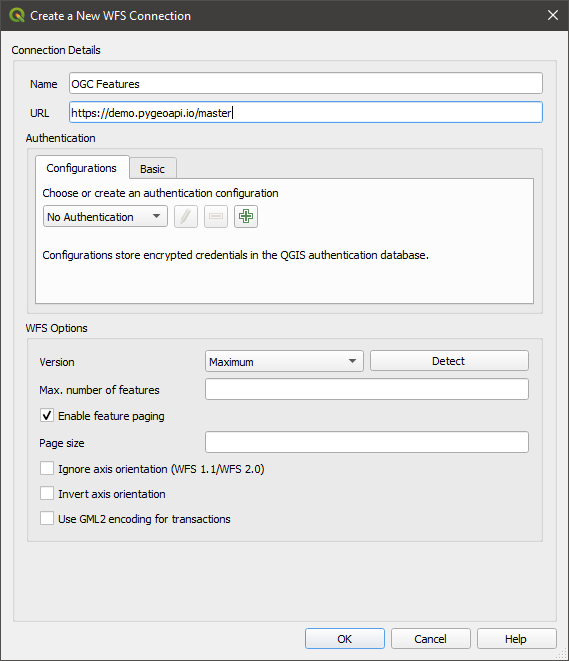 Create a New WFS Connection
Connection Details
Name OGC Features
URL https://demo.pygeoapi.io/master
Authentication
Configurations Basic
Choose or create an authentication configuration
No Authentication
Configurations store encrypted credentials in the QGIS authentication database.
WFS Options
Version Maximum Detect
Max. number of features
Enable feature paging
Page size
Ignore axis orientation (WFS 1.1/WFS 2.0)
Invert axis orientation
Use GML2 encoding for transactions
OK Cancel Help